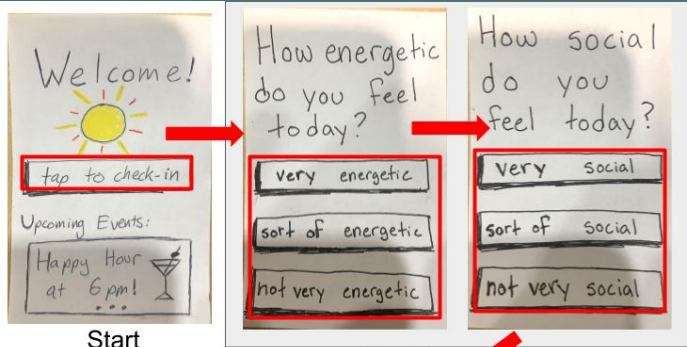 Welcome!
tap to check-in
Upcoming Events:
Happy Hour
at 6pm!
Start
How energetic
do you feel
today?
very energetic
sort of energetic
not very energetic
How social
do you
feel today?
very social
sort of social
not very social